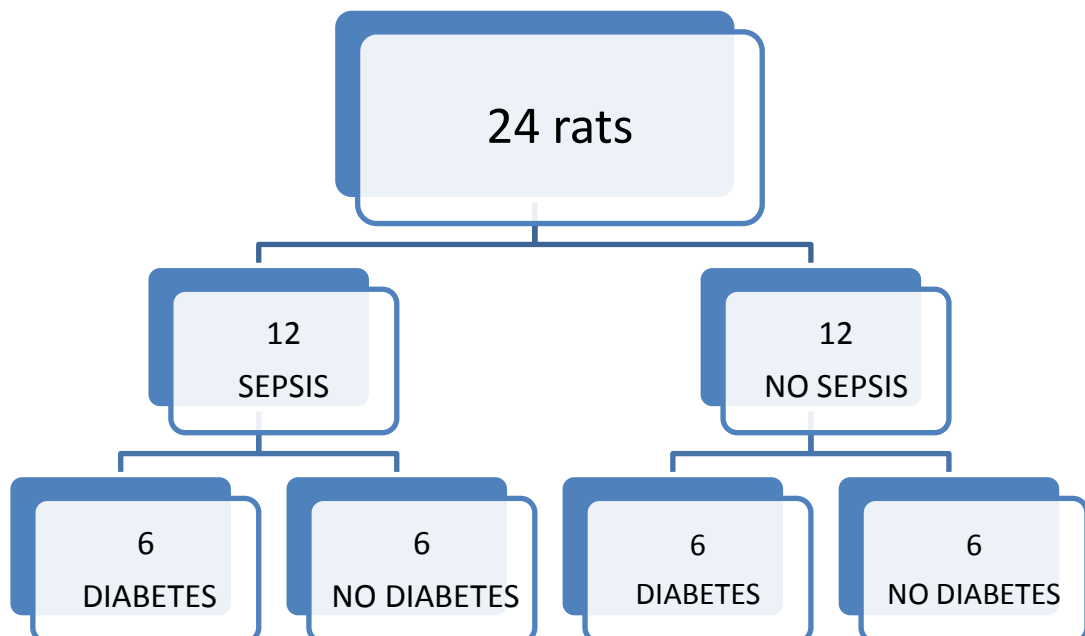 24 rats
12
SEPSIS
12
NO SEPSIS
6
DIABETES
6
NO DIABETES
6
DIABETES
6
NO DIABETES